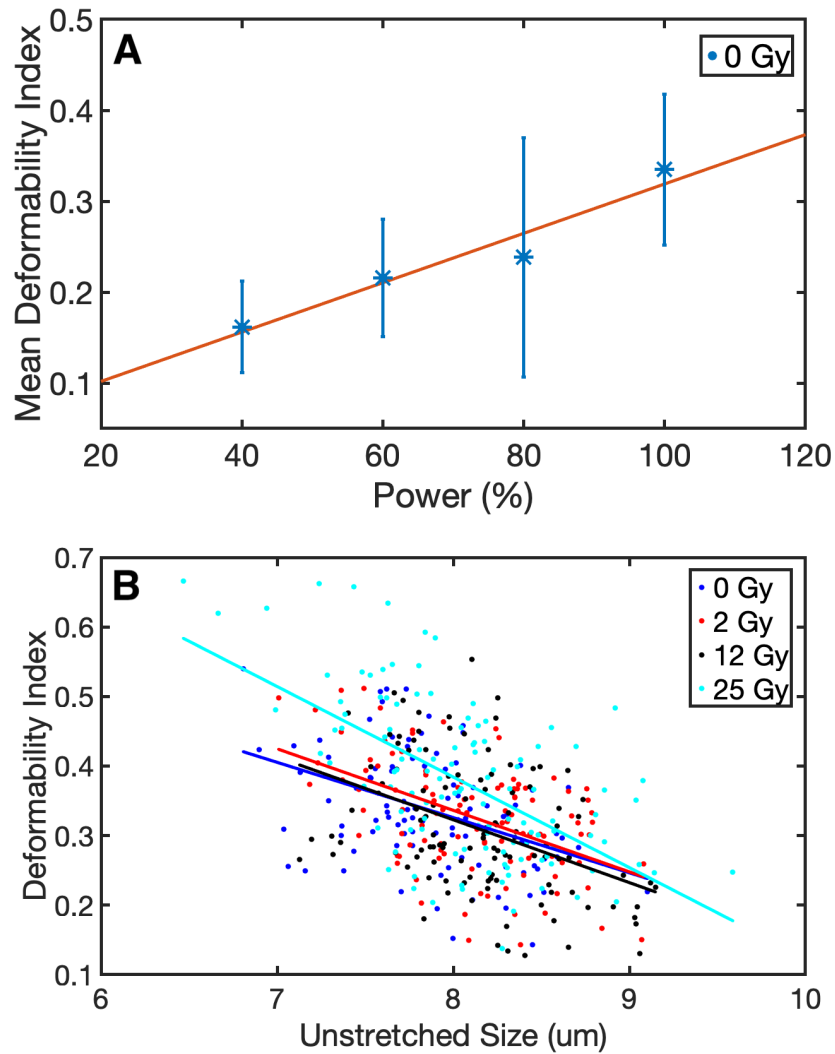 A
0 Gy
Mean Deformability Index
0.5
0.4
0.3
0.2
0.1
20 40 60 80 100 120
Power (%)
B
0 Gy
2 Gy
12 Gy
25 Gy
Deformability Index
0.7
0.6
0.5
0.4
0.3
0.2
0.1
6 7 8 9 10
Unstretched Size (um)